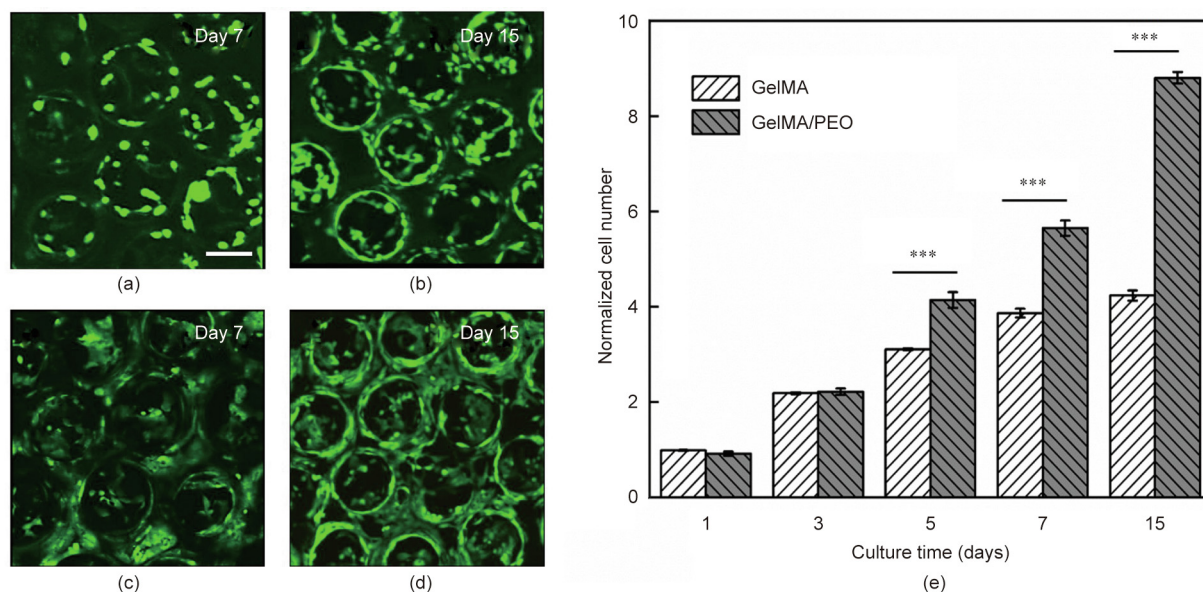 Day 7
Day 15
(a)
(b)
Day 7
Day 15
(c)
(d)
10
8
6
4
2
0
Normalized cell number
GelMA
GelMA/PEO
***
***
***
1 3 5 7 15
Culture time (days)
(e)